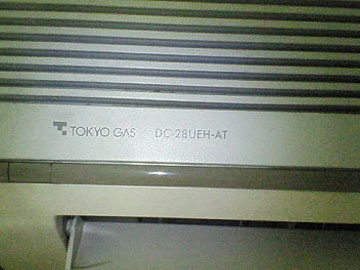 TOKYO GAS DC-28UEH-AT